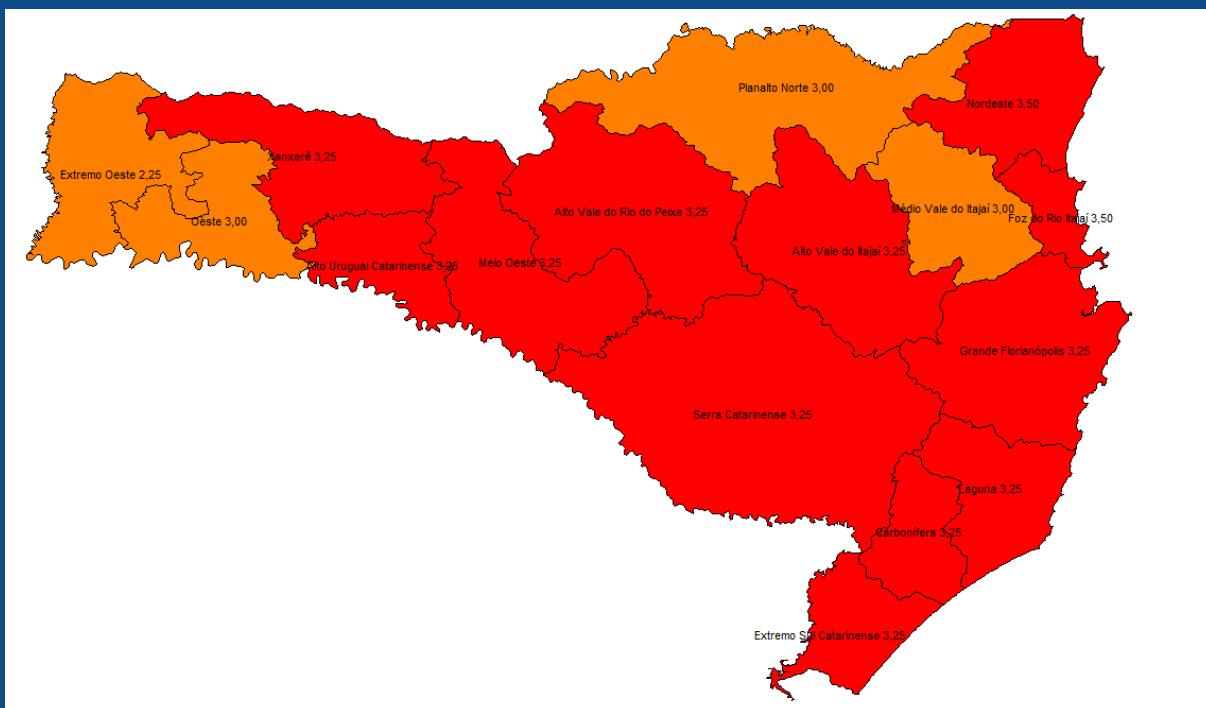 Planalto Norte 3,00
Nordeste 3,50
Xanxerê 3,25
Extremo Oeste 2,25
Oeste 3,00
Alto Vale do Rio do Peixe 3,25
Médio Vale do Itajaí 3,00
Foz do Rio Itajaí 3,50
Alto Vale do Itajaí 3,25
Alto Uruguai Catarinense 3,25
Meio Oeste 3,25
Grande Florianópolis 3,25
Serra Catarinense 3,25
Laguna 3,25
Carbonífera 3,25
Extremo Sul Catarinense 3,25